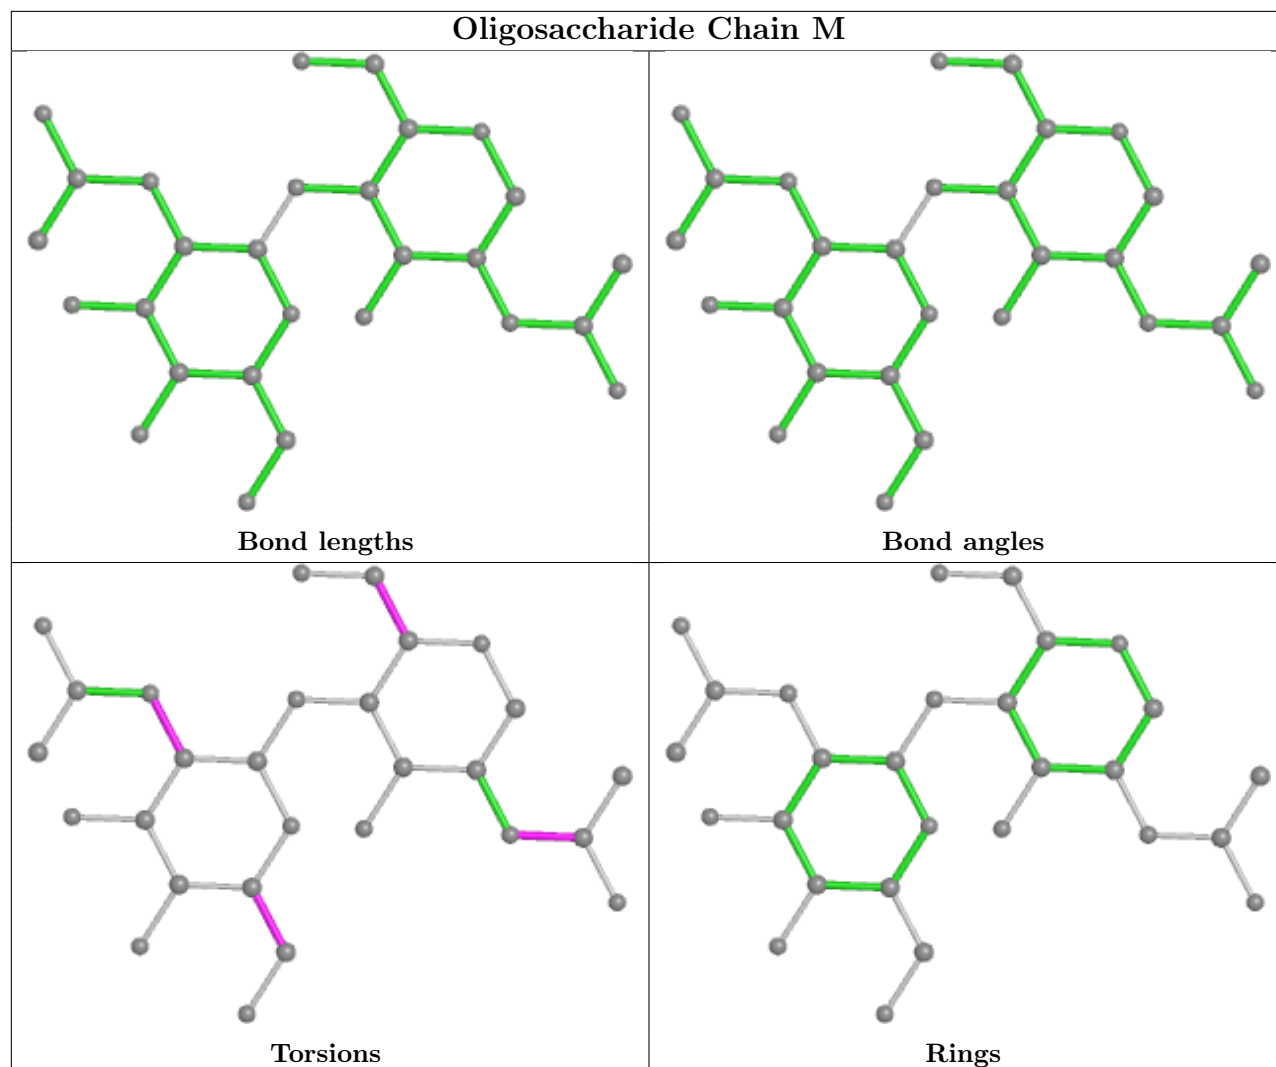 Oligosaccharide Chain M
Bond lengths
Bond angles
Torsions
Rings